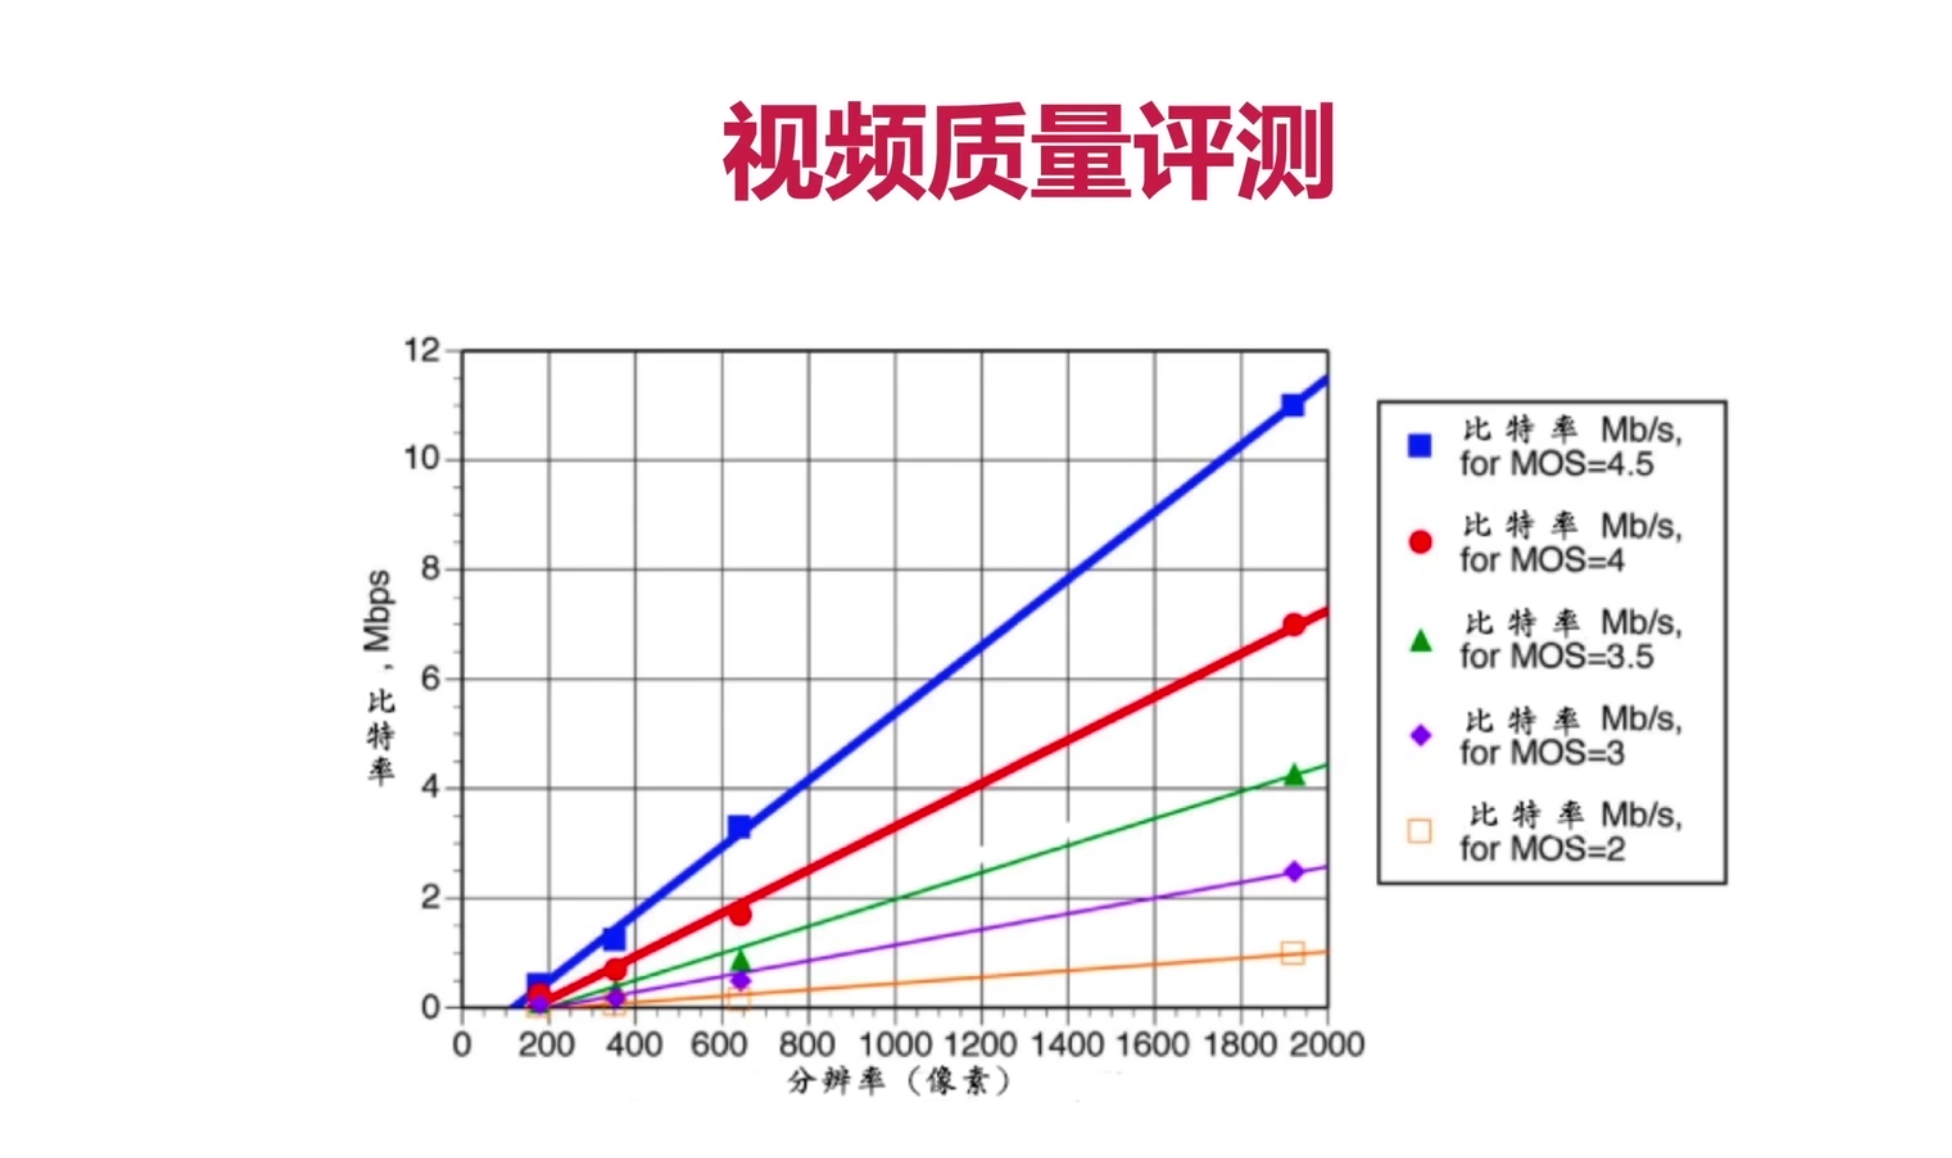 视频质量评测
12
10
8
6
4
2
0
比特率，Mbps
0 200 400 600 800 1000 1200 1400 1600 1800 2000
分辨率（像素）
比特率 Mb/s,
for MOS=4.5
比特率 Mb/s,
for MOS=4
比特率 Mb/s,
for MOS=3.5
比特率 Mb/s,
for MOS=3
比特率 Mb/s,
for MOS=2